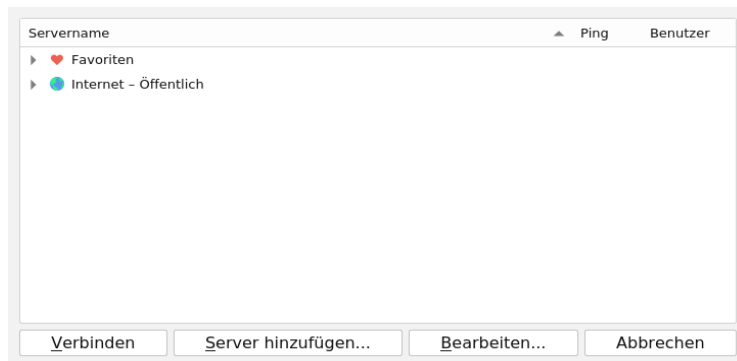 Servername Ping Benutzer
Favoriten
Internet – Öffentlich
Verbinden Server hinzufügen... Bearbeiten... Abbrechen